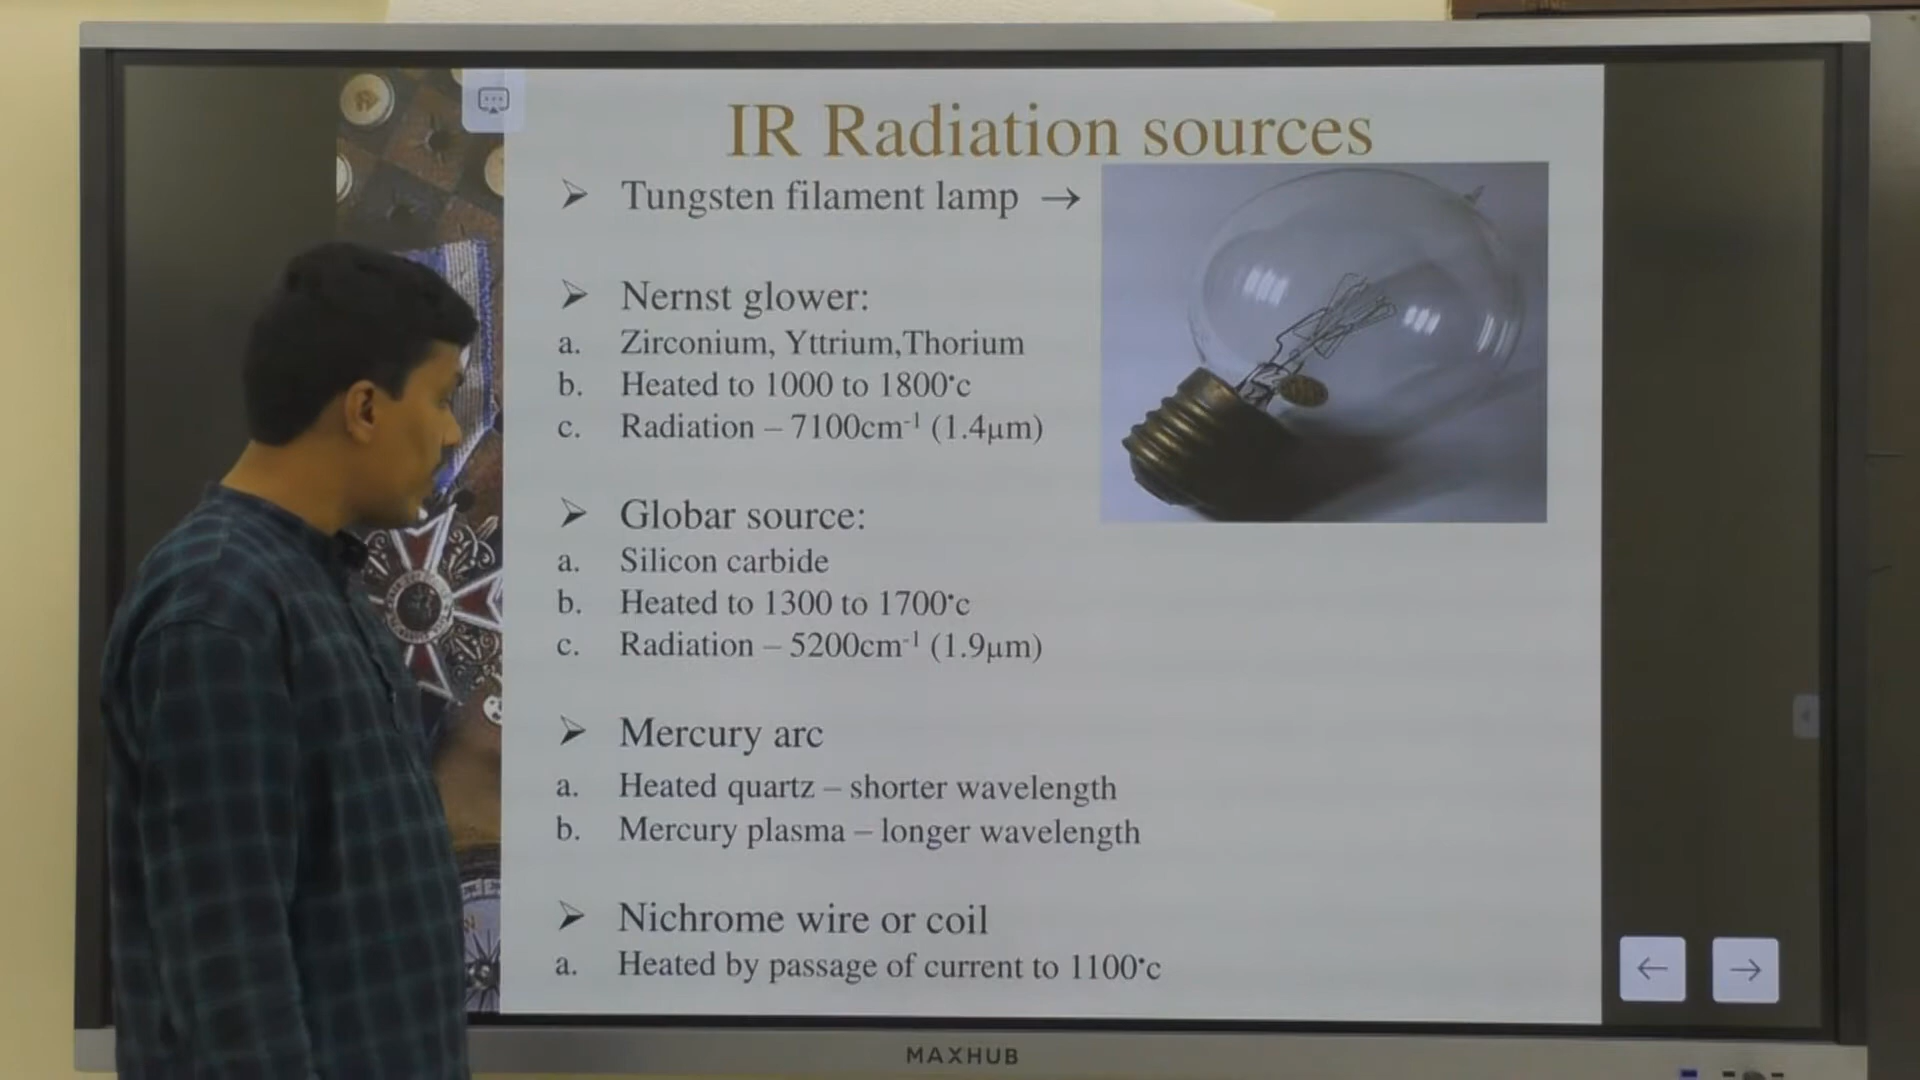 IR Radiation sources
➢ Tungsten filament lamp →
➢ Nernst glower:
a. Zirconium, Yttrium,Thorium
b. Heated to 1000 to 1800˚c
c. Radiation – 7100cm⁻¹ (1.4μm)
➢ Globar source:
a. Silicon carbide
b. Heated to 1300 to 1700˚c
c. Radiation – 5200cm⁻¹ (1.9μm)
➢ Mercury arc
a. Heated quartz – shorter wavelength
b. Mercury plasma – longer wavelength
➢ Nichrome wire or coil
a. Heated by passage of current to 1100˚c
MAXHUB